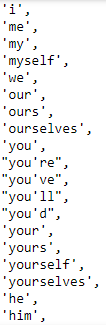 'i',
'me',
'my',
'myself',
'we',
'our',
'ours',
'ourselves',
'you',
"you're",
"you've",
"you'll",
"you'd",
'your',
'yours',
'yourself',
'yourselves',
'he',
'him',